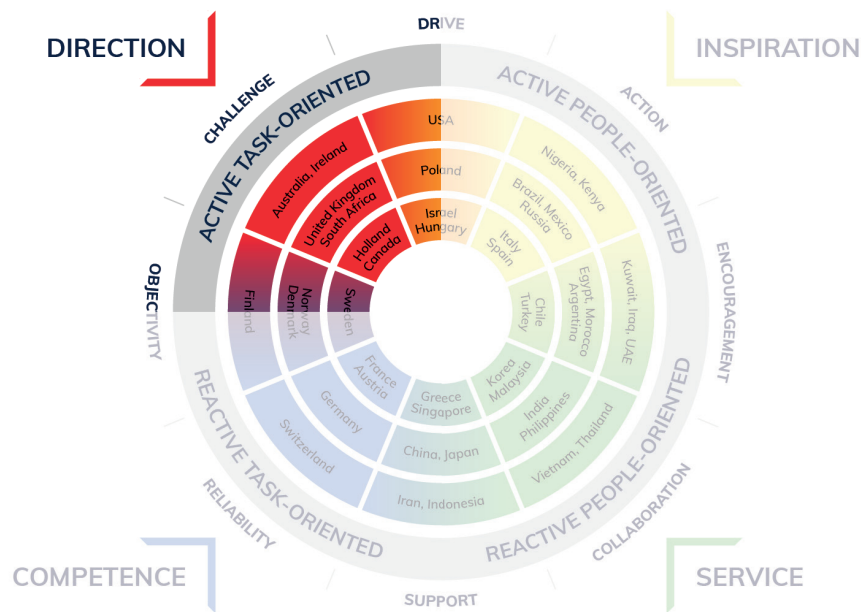 DRIVE
DIRECTION
INSPIRATION
CHALLENGE
ACTION
ACTIVE TASK-ORIENTED
ACTIVE PEOPLE-ORIENTED
OBJECTIVITY
ENCOURAGEMENT
USA
Poland
Israel
Hungary
Australia, Ireland
United Kingdom
South Africa
Holland
Canada
Nigeria, Kenya
Brazil, Mexico
Russia
Italy
Spain
Finland
Norway
Denmark
Sweden
Chile
Turkey
Egypt, Morocco
Argentina
Kuwait, Iraq, UAE
France
Austria
Germany
Switzerland
Greece
Singapore
China, Japan
Iran, Indonesia
Korea
Malaysia
India
Philippines
Vietnam, Thailand
REACTIVE TASK-ORIENTED
REACTIVE PEOPLE-ORIENTED
RELIABILITY
COLLABORATION
COMPETENCE
SUPPORT
SERVICE